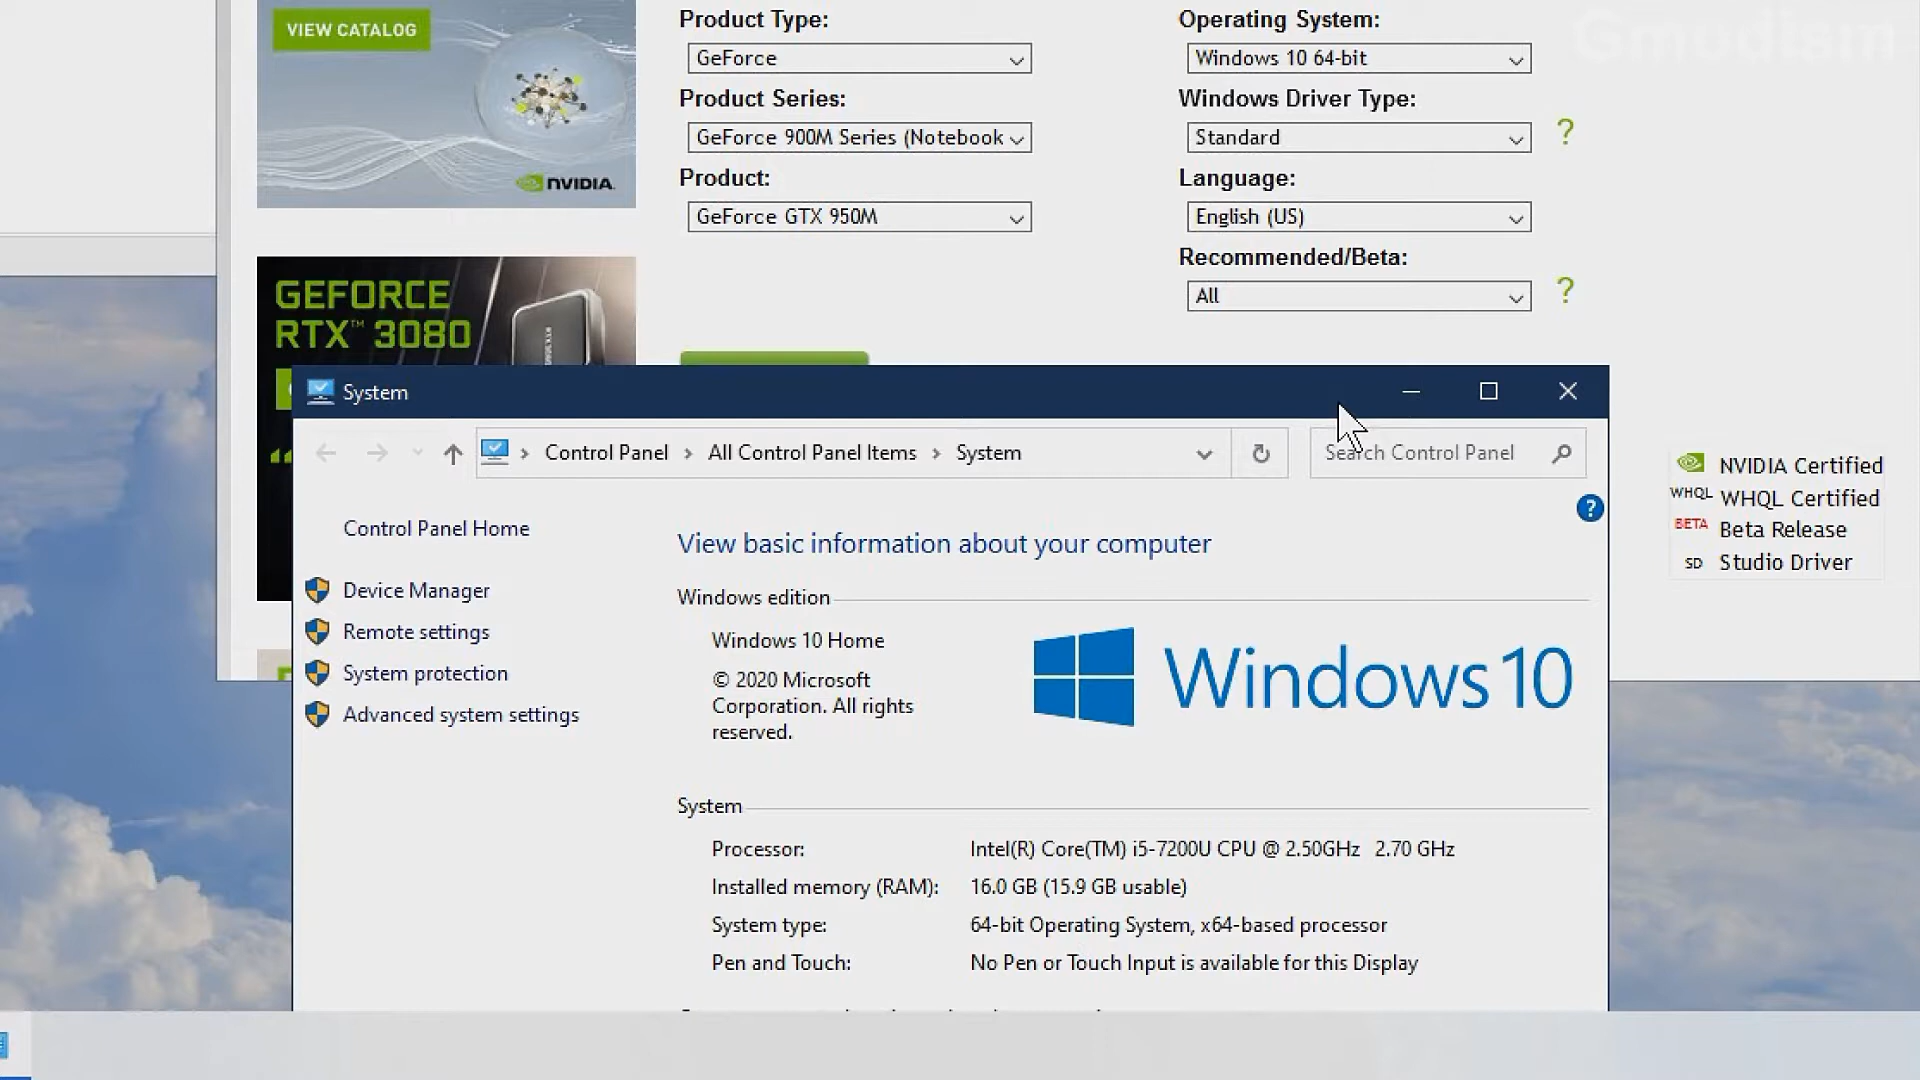 Gmudism
VIEW CATALOG
NVIDIA.
GEFORCE
RTX™ 3080
Product Type:
GeForce
Product Series:
GeForce 900M Series (Notebook
Product:
GeForce GTX 950M
Operating System:
Windows 10 64-bit
Windows Driver Type:
Standard
?
Language:
English (US)
Recommended/Beta:
All
?
NVIDIA Certified
WHQL WHQL Certified
BETA Beta Release
SD Studio Driver
System
Control Panel › All Control Panel Items › System
Search Control Panel
?
Control Panel Home
Device Manager
Remote settings
System protection
Advanced system settings
View basic information about your computer
Windows edition
Windows 10 Home
© 2020 Microsoft
Corporation. All rights
reserved.
Windows 10
System
Processor: Intel(R) Core(TM) i5-7200U CPU @ 2.50GHz 2.70 GHz
Installed memory (RAM): 16.0 GB (15.9 GB usable)
System type: 64-bit Operating System, x64-based processor
Pen and Touch: No Pen or Touch Input is available for this Display